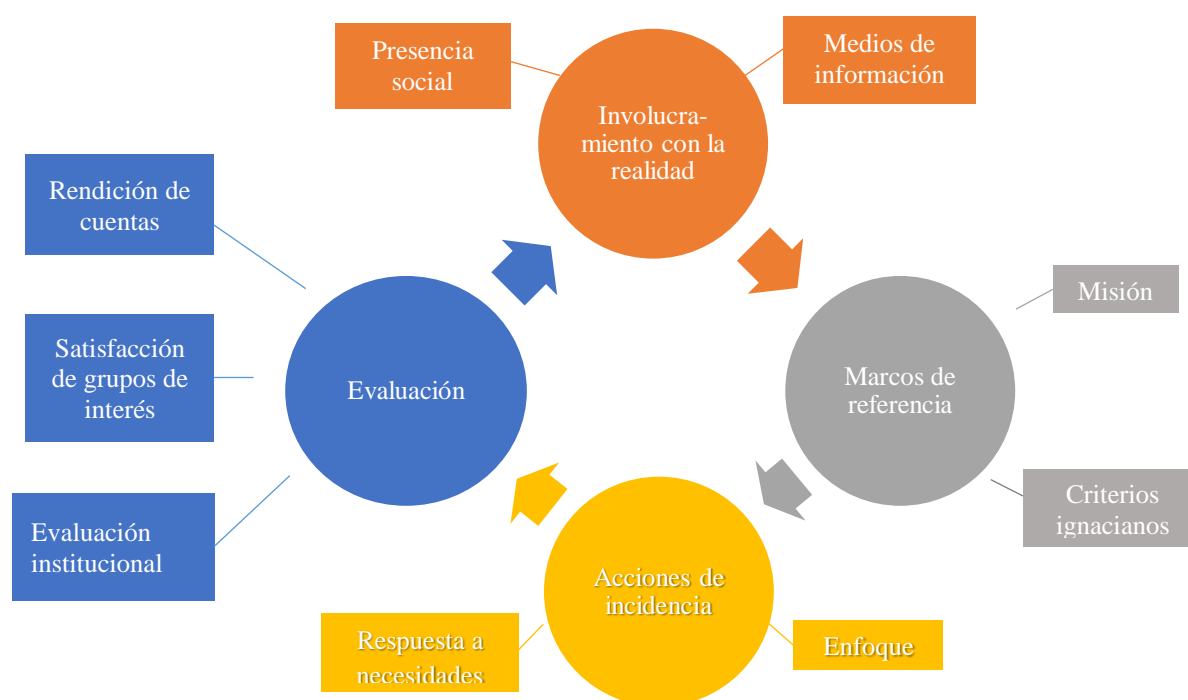 Presencia
social
Medios de
información
Involucra-
miento con la
realidad
Rendición de
cuentas
Misión
Satisfacción
de grupos de
interés
Evaluación
Marcos de
referencia
Criterios
ignacianos
Evaluación
institucional
Acciones de
incidencia
Respuesta a
necesidades
Enfoque